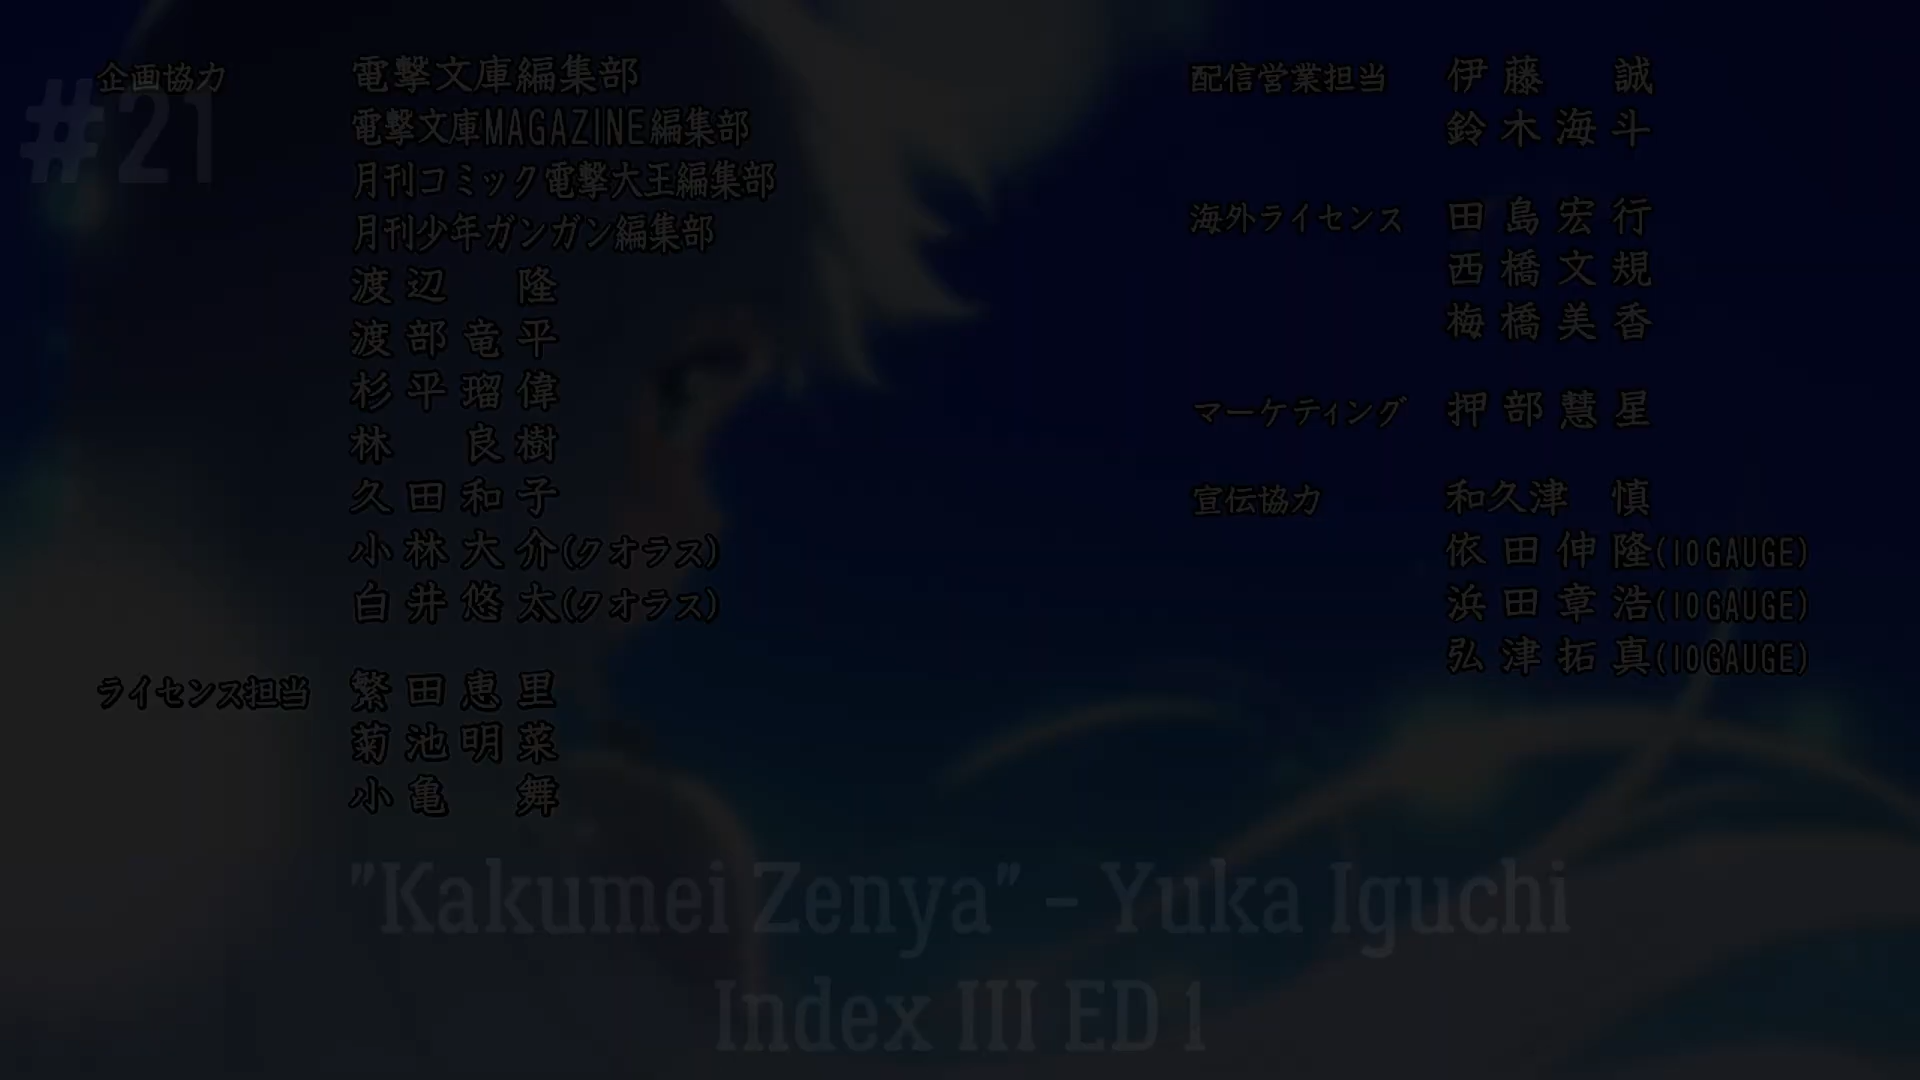 #21
企画協力 電撃文庫編集部
電撃文庫MAGAZINE編集部
月刊コミック電撃大王編集部
月刊少年ガンガン編集部
渡辺 隆
渡部竜平
杉平瑠偉
林 良樹
久田和子
小林大介(クオラス)
白井悠太(クオラス)
ライセンス担当 繁田恵里
菊池明菜
小亀 舞
配信営業担当 伊藤 誠
鈴木海斗
海外ライセンス 田島宏行
西橋文規
梅橋美香
マーケティング 押部慧星
宣伝協力 和久津 慎
依田伸隆(10GAUGE)
浜田章浩(10GAUGE)
弘津拓真(10GAUGE)
"Kakumei Zenya" - Yuka Iguchi
Index III ED 1